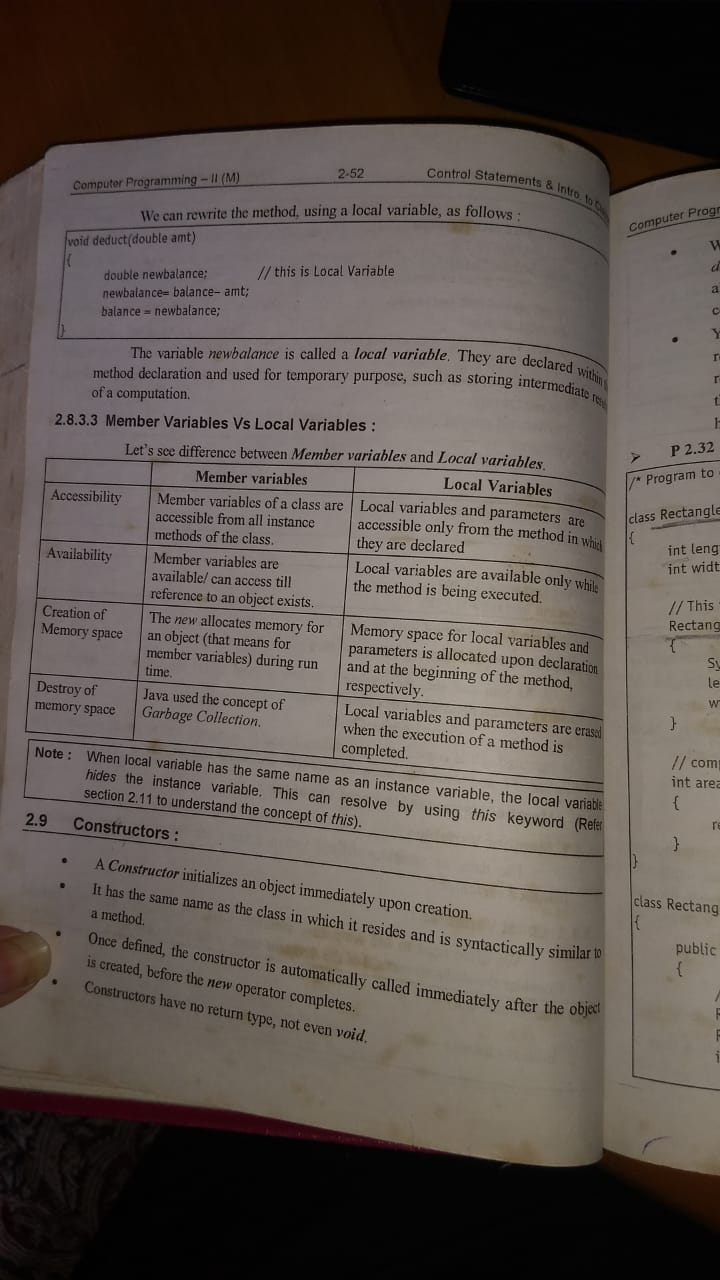 Computer Programming – II (M) 2-52 Control Statements & Intro. to
We can rewrite the method, using a local variable, as follows :
void deduct(double amt)
{
double newbalance; // this is Local Variable
newbalance= balance– amt;
balance = newbalance;
}
The variable newbalance is called a local variable. They are declared within
method declaration and used for temporary purpose, such as storing intermediate
of a computation.
2.8.3.3 Member Variables Vs Local Variables :
Let's see difference between Member variables and Local variables.
Member variables Local Variables
Accessibility
Member variables of a class are
accessible from all instance
methods of the class.
Local variables and parameters are
accessible only from the method in which
they are declared
Availability
Member variables are
available/ can access till
reference to an object exists.
Local variables are available only while
the method is being executed.
Creation of
Memory space
The new allocates memory for
an object (that means for
member variables) during run
time.
Memory space for local variables and
parameters is allocated upon declaration
and at the beginning of the method,
respectively.
Destroy of
memory space
Java used the concept of
Garbage Collection.
Local variables and parameters are erased
when the execution of a method is
completed.
Note : When local variable has the same name as an instance variable, the local variable
hides the instance variable. This can resolve by using this keyword (Refer
section 2.11 to understand the concept of this).
2.9 Constructors :
• A Constructor initializes an object immediately upon creation.
• It has the same name as the class in which it resides and is syntactically similar to
a method.
• Once defined, the constructor is automatically called immediately after the object
is created, before the new operator completes.
• Constructors have no return type, not even void.
Computer Progr
• W
d
a
c
• Y
r
r
t
h
➢ P 2.32
/* Program to
class Rectangle
{
int leng
int widt
// This
Rectang
{
Sy
le
w
}
// comp
int area
{
re
}
}
class Rectang
{
public
{
/
R